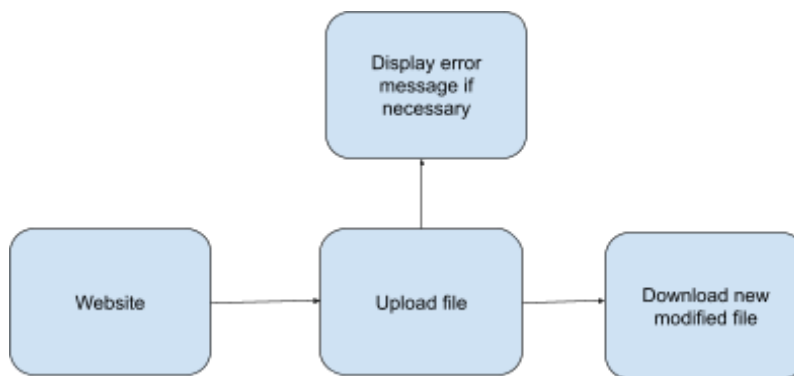 Display error
message if
necessary
Website
Upload file
Download new
modified file